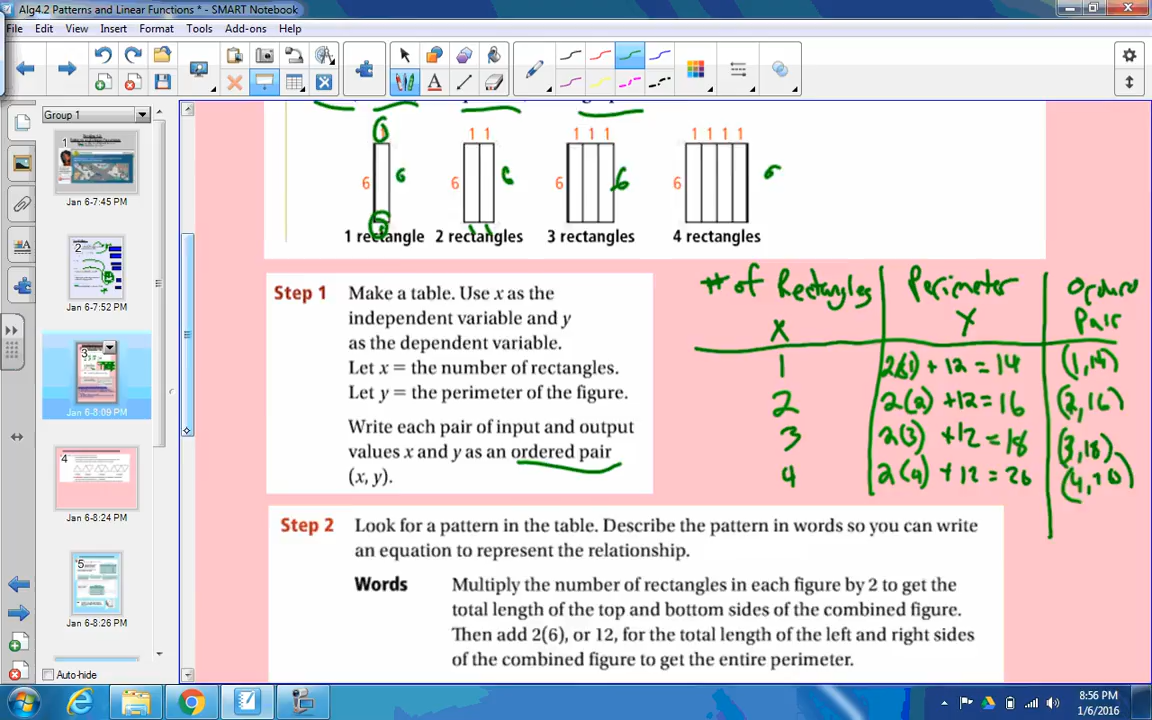 Alg4.2 Patterns and Linear Functions * - SMART Notebook
File Edit View Insert Format Tools Add-ons Help
Group 1
1
Jan 6-7:45 PM
2
Jan 6-7:52 PM
3
Jan 6-8:09 PM
4
Jan 6-8:24 PM
5
Jan 6-8:26 PM
Auto-hide
1 1 1 1 1 1 1 1 1
6 6 6 6 6 6 6 6
1 1
1 rectangle 2 rectangles 3 rectangles 4 rectangles
Step 1 Make a table. Use x as the
independent variable and y
as the dependent variable.
Let x = the number of rectangles.
Let y = the perimeter of the figure.
Write each pair of input and output
values x and y as an ordered pair
(x, y).
# of Rectangles Perimeter Ordered
X Y Pair
1 2(1) + 12 = 14 (1,14)
2 2(2) +12 = 16 (2,16)
3 2(3) +12 = 18 (3,18)
4 2(4) +12 = 20 (4,20)
Step 2 Look for a pattern in the table. Describe the pattern in words so you can write
an equation to represent the relationship.
Words Multiply the number of rectangles in each figure by 2 to get the
total length of the top and bottom sides of the combined figure.
Then add 2(6), or 12, for the total length of the left and right sides
of the combined figure to get the entire perimeter.
8:56 PM
1/6/2016